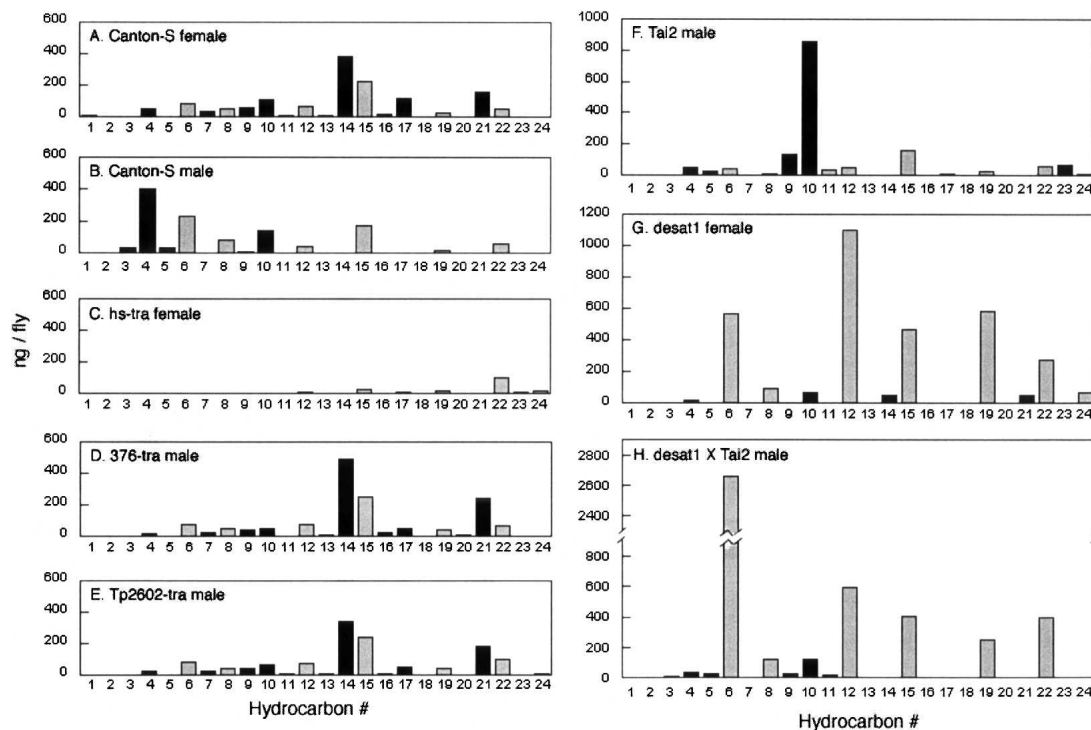 600
A. Canton-S female
400
200
0
1 2 3 4 5 6 7 8 9 10 11 12 13 14 15 16 17 18 19 20 21 22 23 24
600
B. Canton-S male
400
200
0
1 2 3 4 5 6 7 8 9 10 11 12 13 14 15 16 17 18 19 20 21 22 23 24
600
C. hs-tra female
400
200
0
1 2 3 4 5 6 7 8 9 10 11 12 13 14 15 16 17 18 19 20 21 22 23 24
ng / fly
600
D. 376-tra male
400
200
0
1 2 3 4 5 6 7 8 9 10 11 12 13 14 15 16 17 18 19 20 21 22 23 24
600
E. Tp2602-tra male
400
200
0
1 2 3 4 5 6 7 8 9 10 11 12 13 14 15 16 17 18 19 20 21 22 23 24
Hydrocarbon #
1000
F. Tai2 male
800
600
400
200
0
1 2 3 4 5 6 7 8 9 10 11 12 13 14 15 16 17 18 19 20 21 22 23 24
1200
G. desat1 female
1000
800
600
400
200
0
1 2 3 4 5 6 7 8 9 10 11 12 13 14 15 16 17 18 19 20 21 22 23 24
H. desat1 X Tai2 male
2800
2600
2400
800
600
400
200
0
1 2 3 4 5 6 7 8 9 10 11 12 13 14 15 16 17 18 19 20 21 22 23 24
Hydrocarbon #